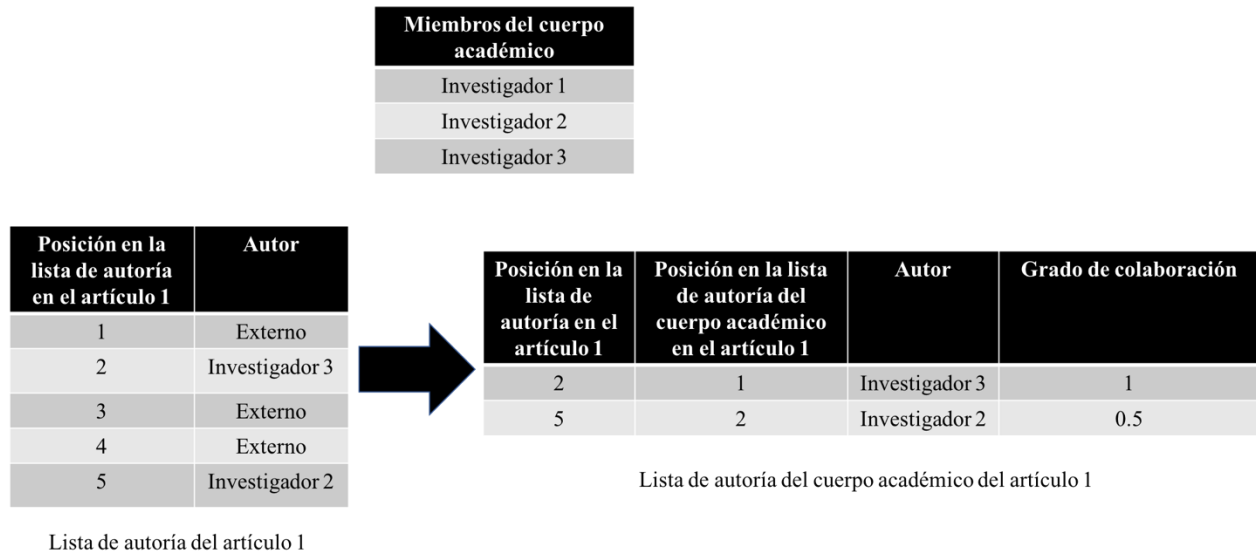 Miembros del cuerpo
académico
Investigador 1
Investigador 2
Investigador 3
Posición en la
lista de autoría
en el artículo 1
Autor
1 Externo
2 Investigador 3
3 Externo
4 Externo
5 Investigador 2
Lista de autoría del artículo 1
Posición en la
lista de
autoría en el
artículo 1
Posición en la lista
de autoría del
cuerpo académico
en el artículo 1
Autor
Grado de colaboración
2 1 Investigador 3 1
5 2 Investigador 2 0.5
Lista de autoría del cuerpo académico del artículo 1